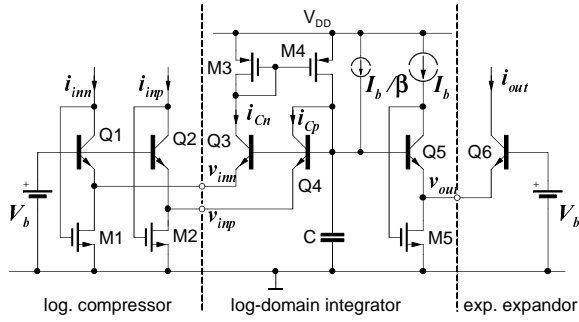 V_DD
M3
M4
i_inn
i_inp
I_b/β
I_b
i_out
Q1
Q2
Q3
i_Cn
i_Cp
Q4
Q5
Q6
+
V_b
v_inn
v_inp
v_out
+
V_b
M1
M2
C
M5
log. compressor
log-domain integrator
exp. expandor